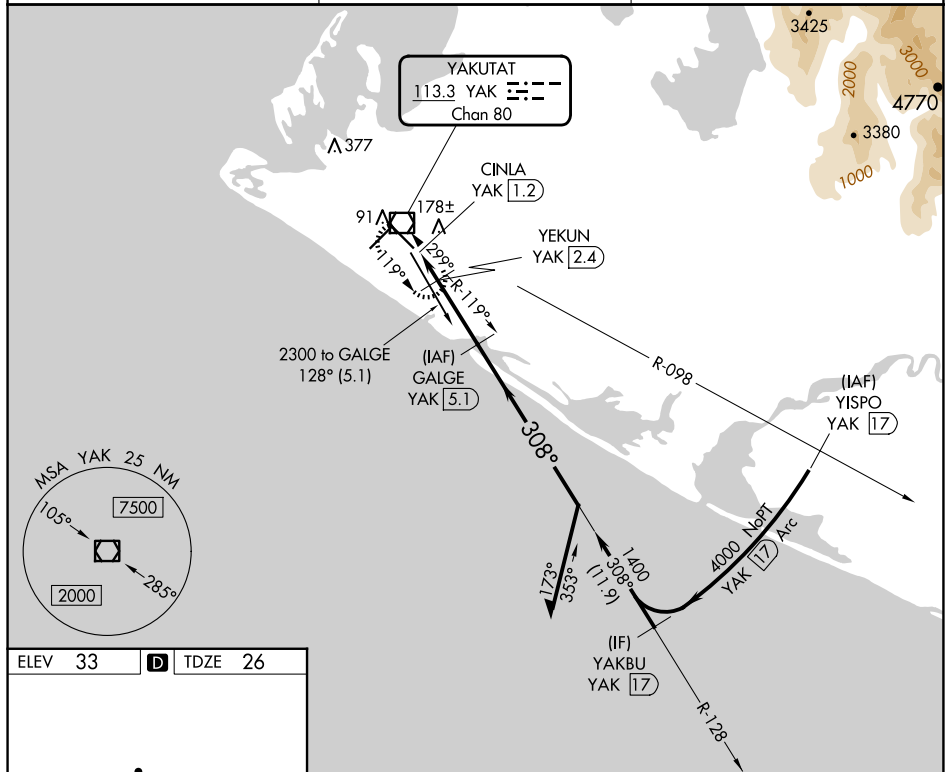 3425
3000
2000
4770
3380
1000
YAKUTAT
113.3 YAK
Chan 80
377
CINLA
YAK 1.2
91
178±
YEKUN
YAK 2.4
299°
R-119°
119°
2300 to GALGE
128° (5.1)
(IAF)
GALGE
YAK 5.1
R-098
(IAF)
YISPO
YAK 17
308°
MSA YAK 25 NM
105°
7500
285°
2000
4000 NoPT
YAK 17 Arc
1400
308°
(11.9)
173°
353°
(IF)
YAKBU
YAK 17
R-128
ELEV 33 D TDZE 26